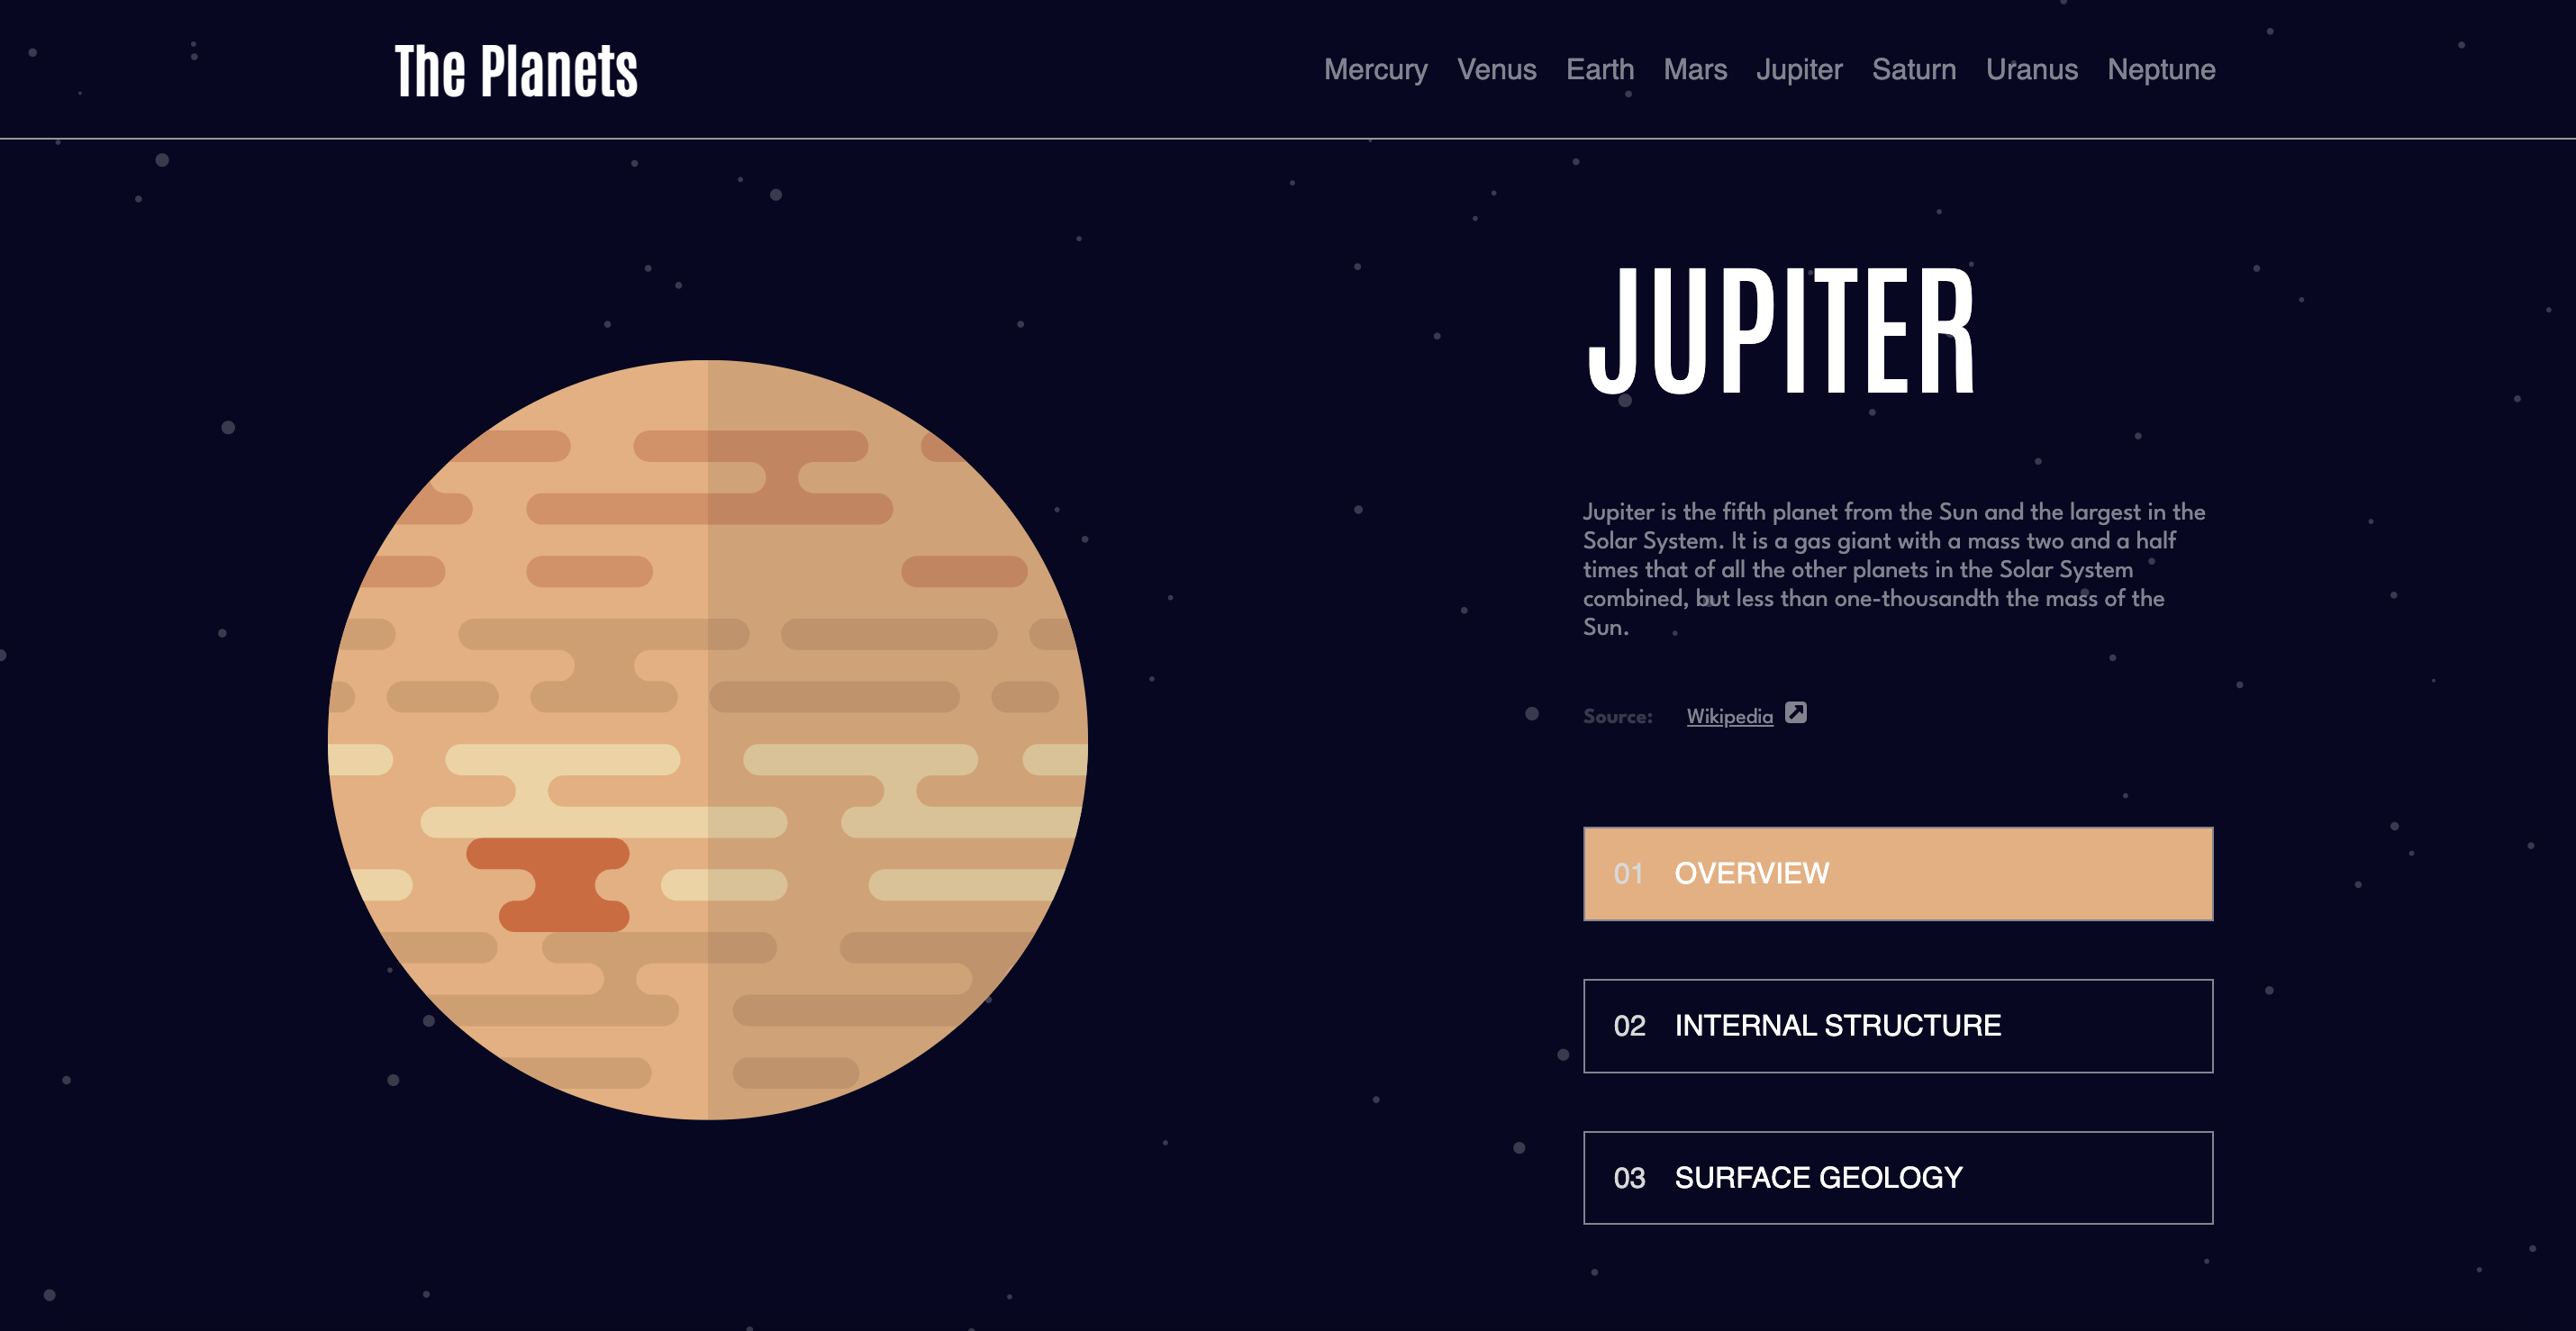 The Planets
Mercury Venus Earth Mars Jupiter Saturn Uranus Neptune
JUPITER
Jupiter is the fifth planet from the Sun and the largest in the
Solar System. It is a gas giant with a mass two and a half
times that of all the other planets in the Solar System
combined, but less than one-thousandth the mass of the
Sun.
Source: Wikipedia
01 OVERVIEW
02 INTERNAL STRUCTURE
03 SURFACE GEOLOGY